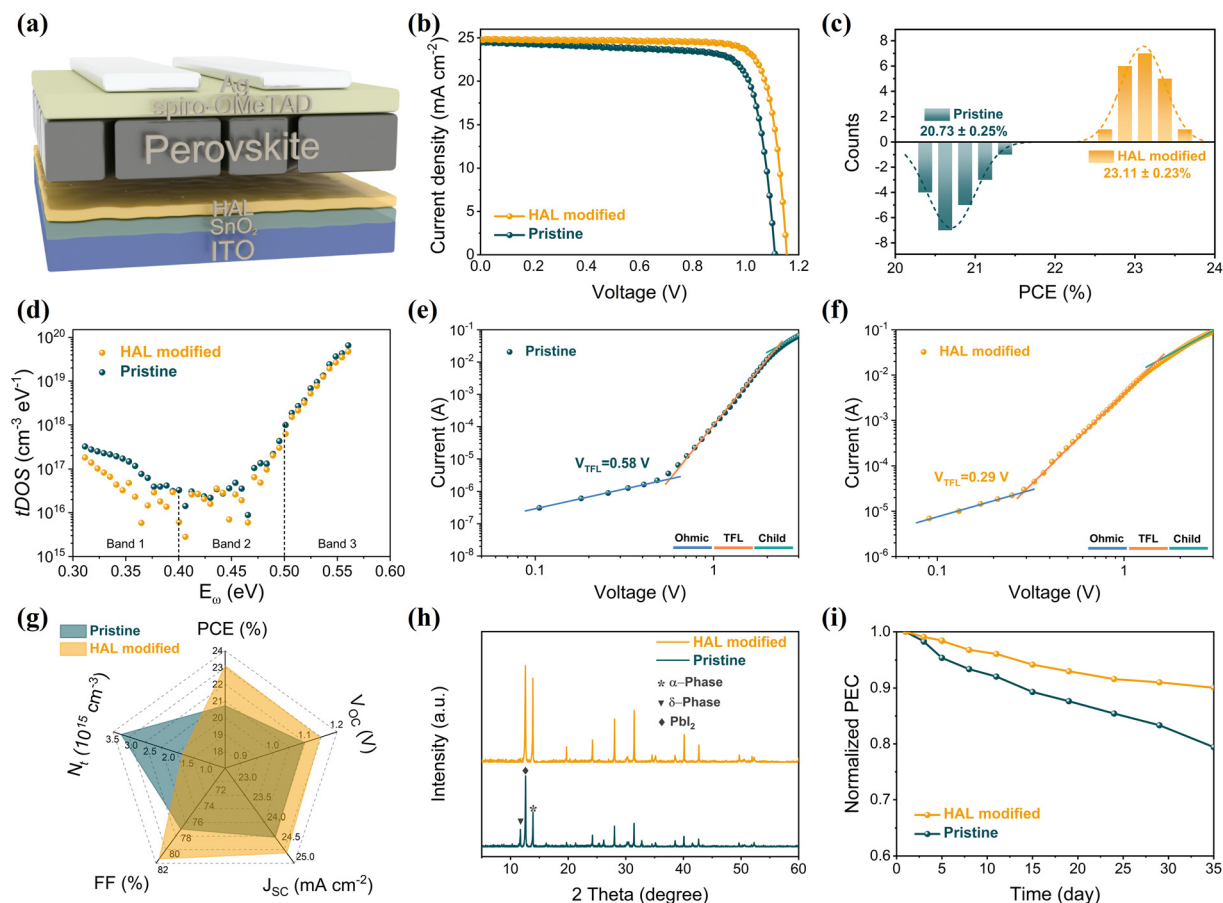 (a)
Ag
spiro-OMeTAD
Perovskite
HAL
SnO₂
ITO
(b)
Current density (mA cm⁻²)
25
20
15
10
5
0
HAL modified
Pristine
0.0 0.2 0.4 0.6 0.8 1.0 1.2
Voltage (V)
(c)
Counts
8
6
4
2
0
-2
-4
-6
-8
Pristine
20.73 ± 0.25%
HAL modified
23.11 ± 0.23%
20 21 22 23 24
PCE (%)
(d)
tDOS (cm⁻³ eV⁻¹)
10²⁰
10¹⁹
10¹⁸
10¹⁷
10¹⁶
10¹⁵
HAL modified
Pristine
Band 1 Band 2 Band 3
0.30 0.35 0.40 0.45 0.50 0.55 0.60
Eω (eV)
(e)
Current (A)
10⁻¹
10⁻²
10⁻³
10⁻⁴
10⁻⁵
10⁻⁶
10⁻⁷
10⁻⁸
Pristine
V_TFL=0.58 V
Ohmic TFL Child
0.1 1
Voltage (V)
(f)
Current (A)
10⁻¹
10⁻²
10⁻³
10⁻⁴
10⁻⁵
10⁻⁶
HAL modified
V_TFL=0.29 V
Ohmic TFL Child
0.1 1
Voltage (V)
(g)
Pristine
HAL modified
PCE (%)
24
23
22
21
20
19
18
V_OC (V)
1.2
1.1
1.0
0.9
J_SC (mA cm⁻²)
23.0
23.5
24.0
24.5
25.0
FF (%)
72
74
76
78
80
82
N_t (10¹⁵ cm⁻³)
3.5
3.0
2.5
2.0
1.5
1.0
(h)
Intensity (a.u.)
HAL modified
Pristine
* α–Phase
▼ δ–Phase
♦ PbI₂
♦
▼
*
10 20 30 40 50 60
2 Theta (degree)
(i)
Normalized PEC
1.0
0.9
0.8
0.7
0.6
HAL modified
Pristine
0 5 10 15 20 25 30 35
Time (day)